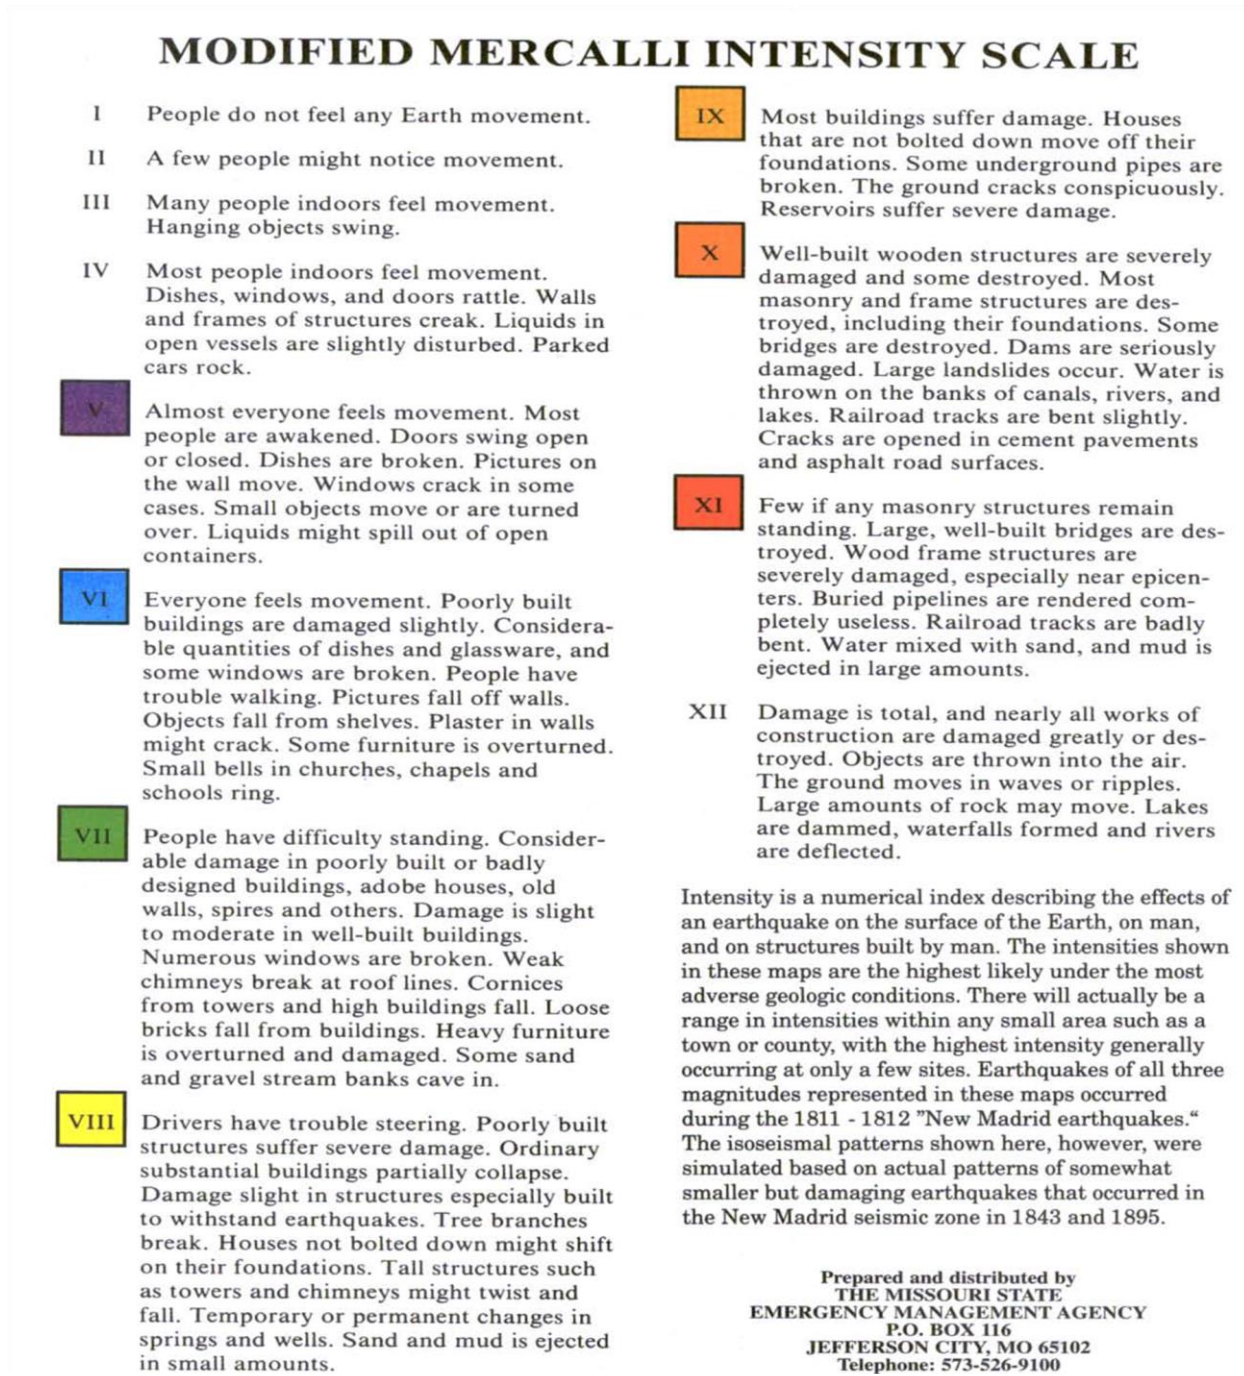 MODIFIED MERCALLI INTENSITY SCALE
I People do not feel any Earth movement.
II A few people might notice movement.
III Many people indoors feel movement.
Hanging objects swing.
IV Most people indoors feel movement.
Dishes, windows, and doors rattle. Walls
and frames of structures creak. Liquids in
open vessels are slightly disturbed. Parked
cars rock.
V Almost everyone feels movement. Most
people are awakened. Doors swing open
or closed. Dishes are broken. Pictures on
the wall move. Windows crack in some
cases. Small objects move or are turned
over. Liquids might spill out of open
containers.
VI Everyone feels movement. Poorly built
buildings are damaged slightly. Considera-
ble quantities of dishes and glassware, and
some windows are broken. People have
trouble walking. Pictures fall off walls.
Objects fall from shelves. Plaster in walls
might crack. Some furniture is overturned.
Small bells in churches, chapels and
schools ring.
VII People have difficulty standing. Consider-
able damage in poorly built or badly
designed buildings, adobe houses, old
walls, spires and others. Damage is slight
to moderate in well-built buildings.
Numerous windows are broken. Weak
chimneys break at roof lines. Cornices
from towers and high buildings fall. Loose
bricks fall from buildings. Heavy furniture
is overturned and damaged. Some sand
and gravel stream banks cave in.
VIII Drivers have trouble steering. Poorly built
structures suffer severe damage. Ordinary
substantial buildings partially collapse.
Damage slight in structures especially built
to withstand earthquakes. Tree branches
break. Houses not bolted down might shift
on their foundations. Tall structures such
as towers and chimneys might twist and
fall. Temporary or permanent changes in
springs and wells. Sand and mud is ejected
in small amounts.
IX Most buildings suffer damage. Houses
that are not bolted down move off their
foundations. Some underground pipes are
broken. The ground cracks conspicuously.
Reservoirs suffer severe damage.
X Well-built wooden structures are severely
damaged and some destroyed. Most
masonry and frame structures are des-
troyed, including their foundations. Some
bridges are destroyed. Dams are seriously
damaged. Large landslides occur. Water is
thrown on the banks of canals, rivers, and
lakes. Railroad tracks are bent slightly.
Cracks are opened in cement pavements
and asphalt road surfaces.
XI Few if any masonry structures remain
standing. Large, well-built bridges are des-
troyed. Wood frame structures are
severely damaged, especially near epicen-
ters. Buried pipelines are rendered com-
pletely useless. Railroad tracks are badly
bent. Water mixed with sand, and mud is
ejected in large amounts.
XII Damage is total, and nearly all works of
construction are damaged greatly or des-
troyed. Objects are thrown into the air.
The ground moves in waves or ripples.
Large amounts of rock may move. Lakes
are dammed, waterfalls formed and rivers
are deflected.
Intensity is a numerical index describing the effects of
an earthquake on the surface of the Earth, on man,
and on structures built by man. The intensities shown
in these maps are the highest likely under the most
adverse geologic conditions. There will actually be a
range in intensities within any small area such as a
town or county, with the highest intensity generally
occurring at only a few sites. Earthquakes of all three
magnitudes represented in these maps occurred
during the 1811 - 1812 ”New Madrid earthquakes.“
The isoseismal patterns shown here, however, were
simulated based on actual patterns of somewhat
smaller but damaging earthquakes that occurred in
the New Madrid seismic zone in 1843 and 1895.
Prepared and distributed by
THE MISSOURI STATE
EMERGENCY MANAGEMENT AGENCY
P.O. BOX 116
JEFFERSON CITY, MO 65102
Telephone: 573-526-9100